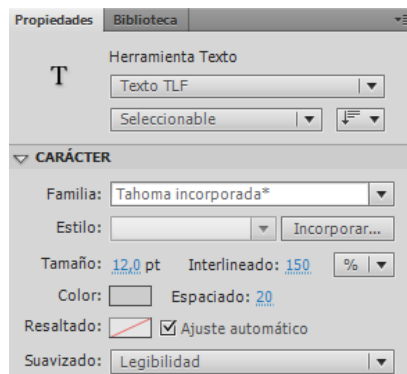 Propiedades Biblioteca
Herramienta Texto
T
Texto TLF
Seleccionable
CARÁCTER
Familia: Tahoma incorporada*
Estilo: Incorporar...
Tamaño: 12,0 pt Interlineado: 150 %
Color: Espaciado: 20
Resaltado: Ajuste automático
Suavizado: Legibilidad